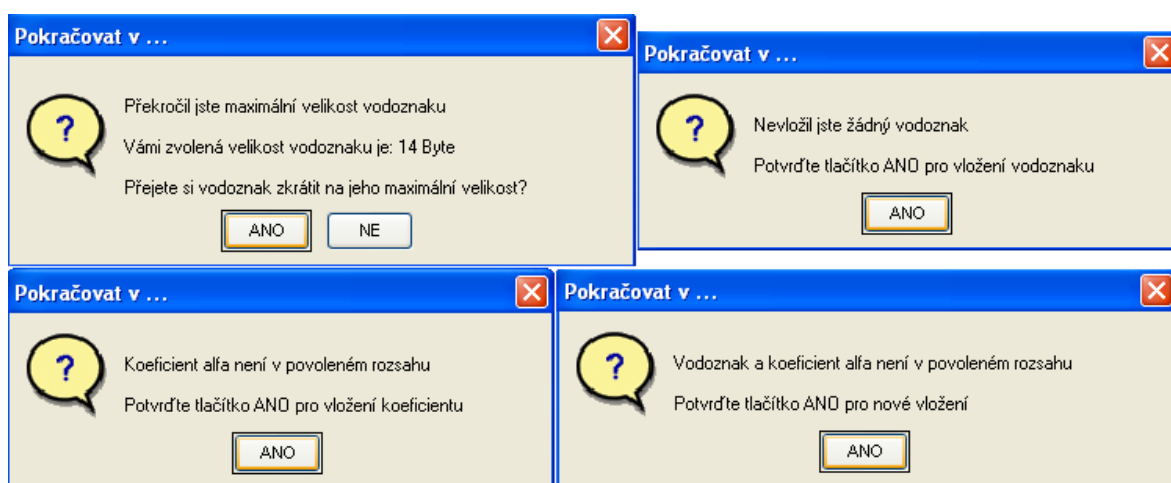 Pokračovat v ...
Překročil jste maximální velikost vodoznaku
Vámi zvolená velikost vodoznaku je: 14 Byte
Přejete si vodoznak zkrátit na jeho maximální velikost?
ANO NE
Pokračovat v ...
Nevložil jste žádný vodoznak
Potvrďte tlačítko ANO pro vložení vodoznaku
ANO
Pokračovat v ...
Koeficient alfa není v povoleném rozsahu
Potvrďte tlačítko ANO pro vložení koeficientu
ANO
Pokračovat v ...
Vodoznak a koeficient alfa není v povoleném rozsahu
Potvrďte tlačítko ANO pro nové vložení
ANO